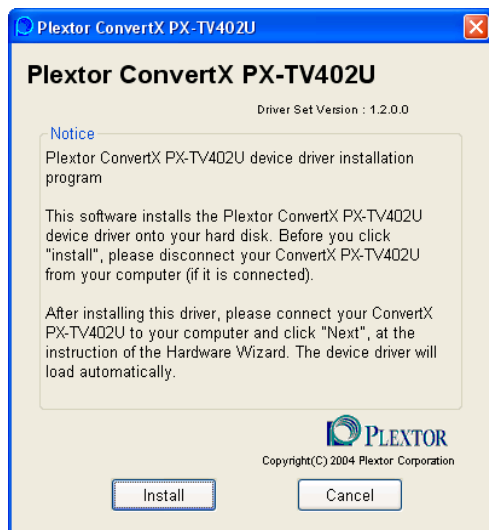 Plextor ConvertX PX-TV402U
Plextor ConvertX PX-TV402U
Driver Set Version : 1.2.0.0
Notice
Plextor ConvertX PX-TV402U device driver installation
program
This software installs the Plextor ConvertX PX-TV402U
device driver onto your hard disk. Before you click
"install", please disconnect your ConvertX PX-TV402U
from your computer (if it is connected).
After installing this driver, please connect your ConvertX
PX-TV402U to your computer and click "Next", at the
instruction of the Hardware Wizard. The device driver will
load automatically.
PLEXTOR
Copyright(C) 2004 Plextor Corporation
Install
Cancel